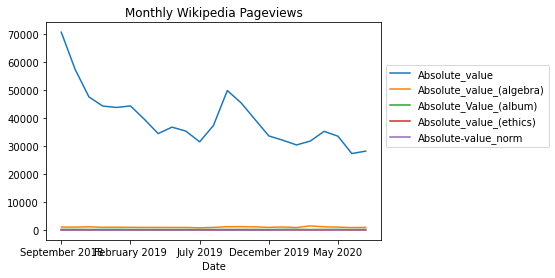 Monthly Wikipedia Pageviews
70000
60000
50000
40000
30000
20000
10000
0
September 2018
February 2019
July 2019
December 2019
May 2020
Date
Absolute_value
Absolute_value_(algebra)
Absolute_Value_(album)
Absolute_value_(ethics)
Absolute-value_norm